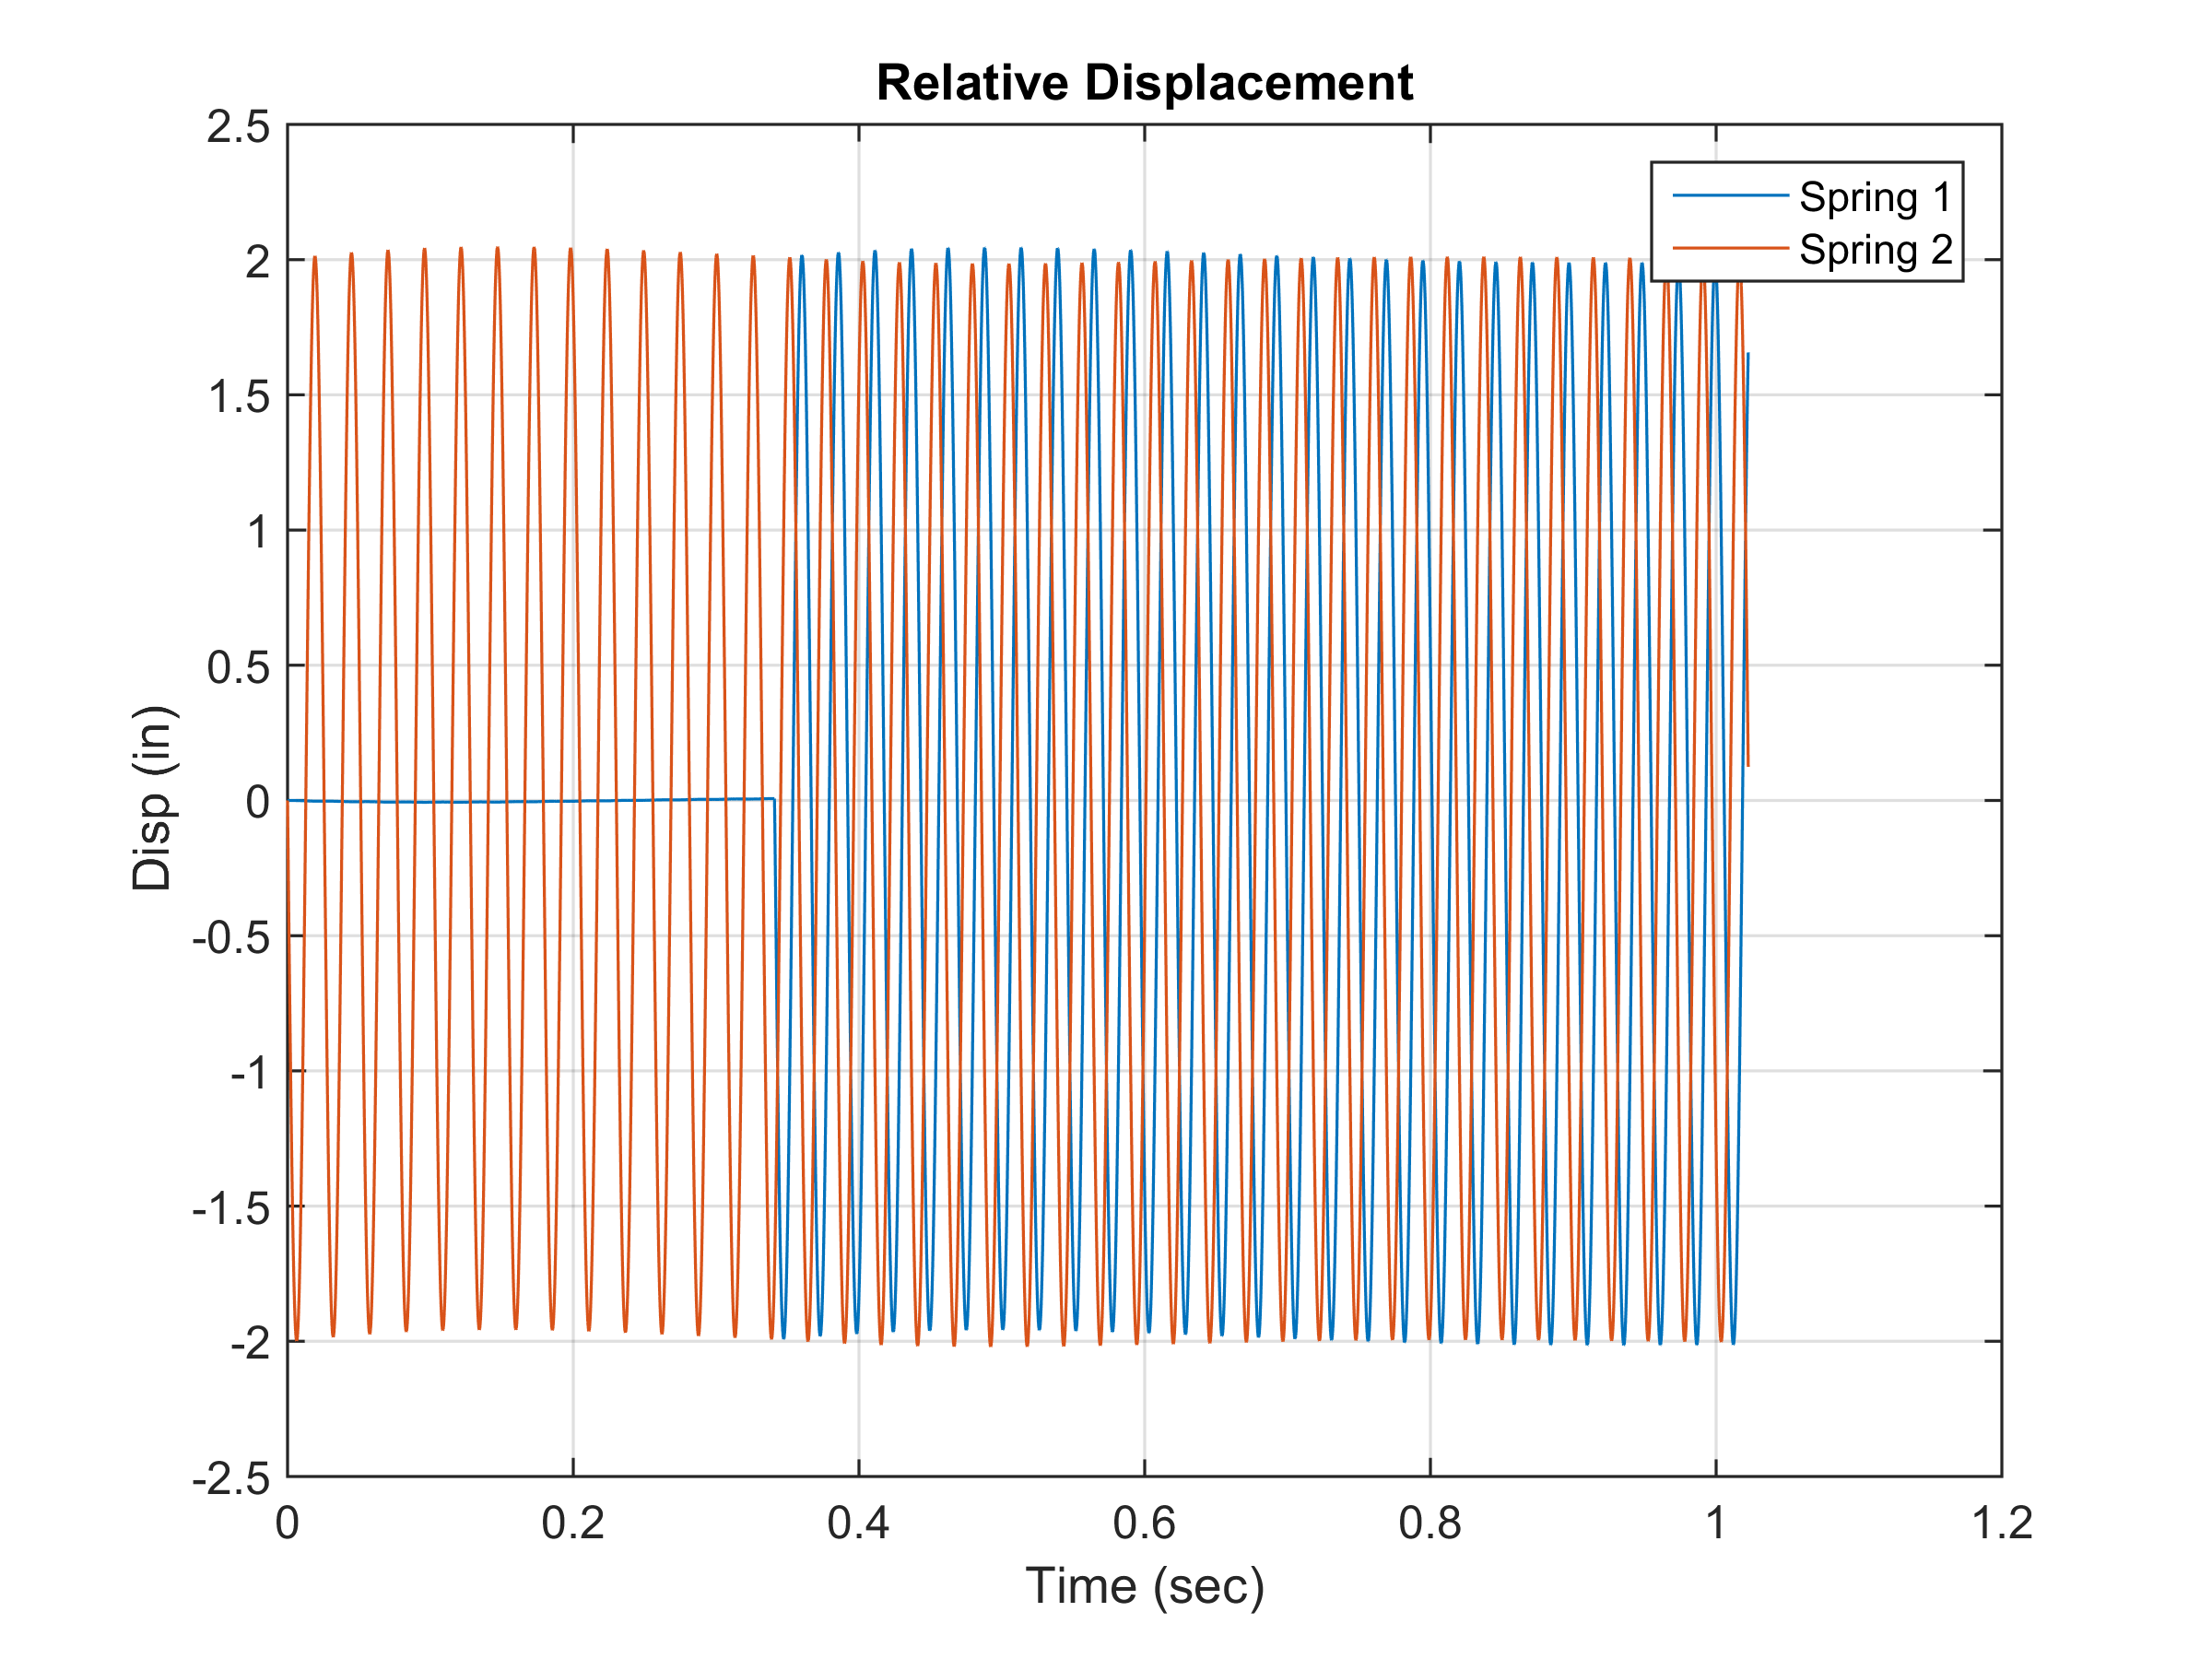 Relative Displacement
2.5
2
1.5
1
0.5
0
-0.5
-1
-1.5
-2
-2.5
Disp (in)
Spring 1
Spring 2
0 0.2 0.4 0.6 0.8 1 1.2
Time (sec)